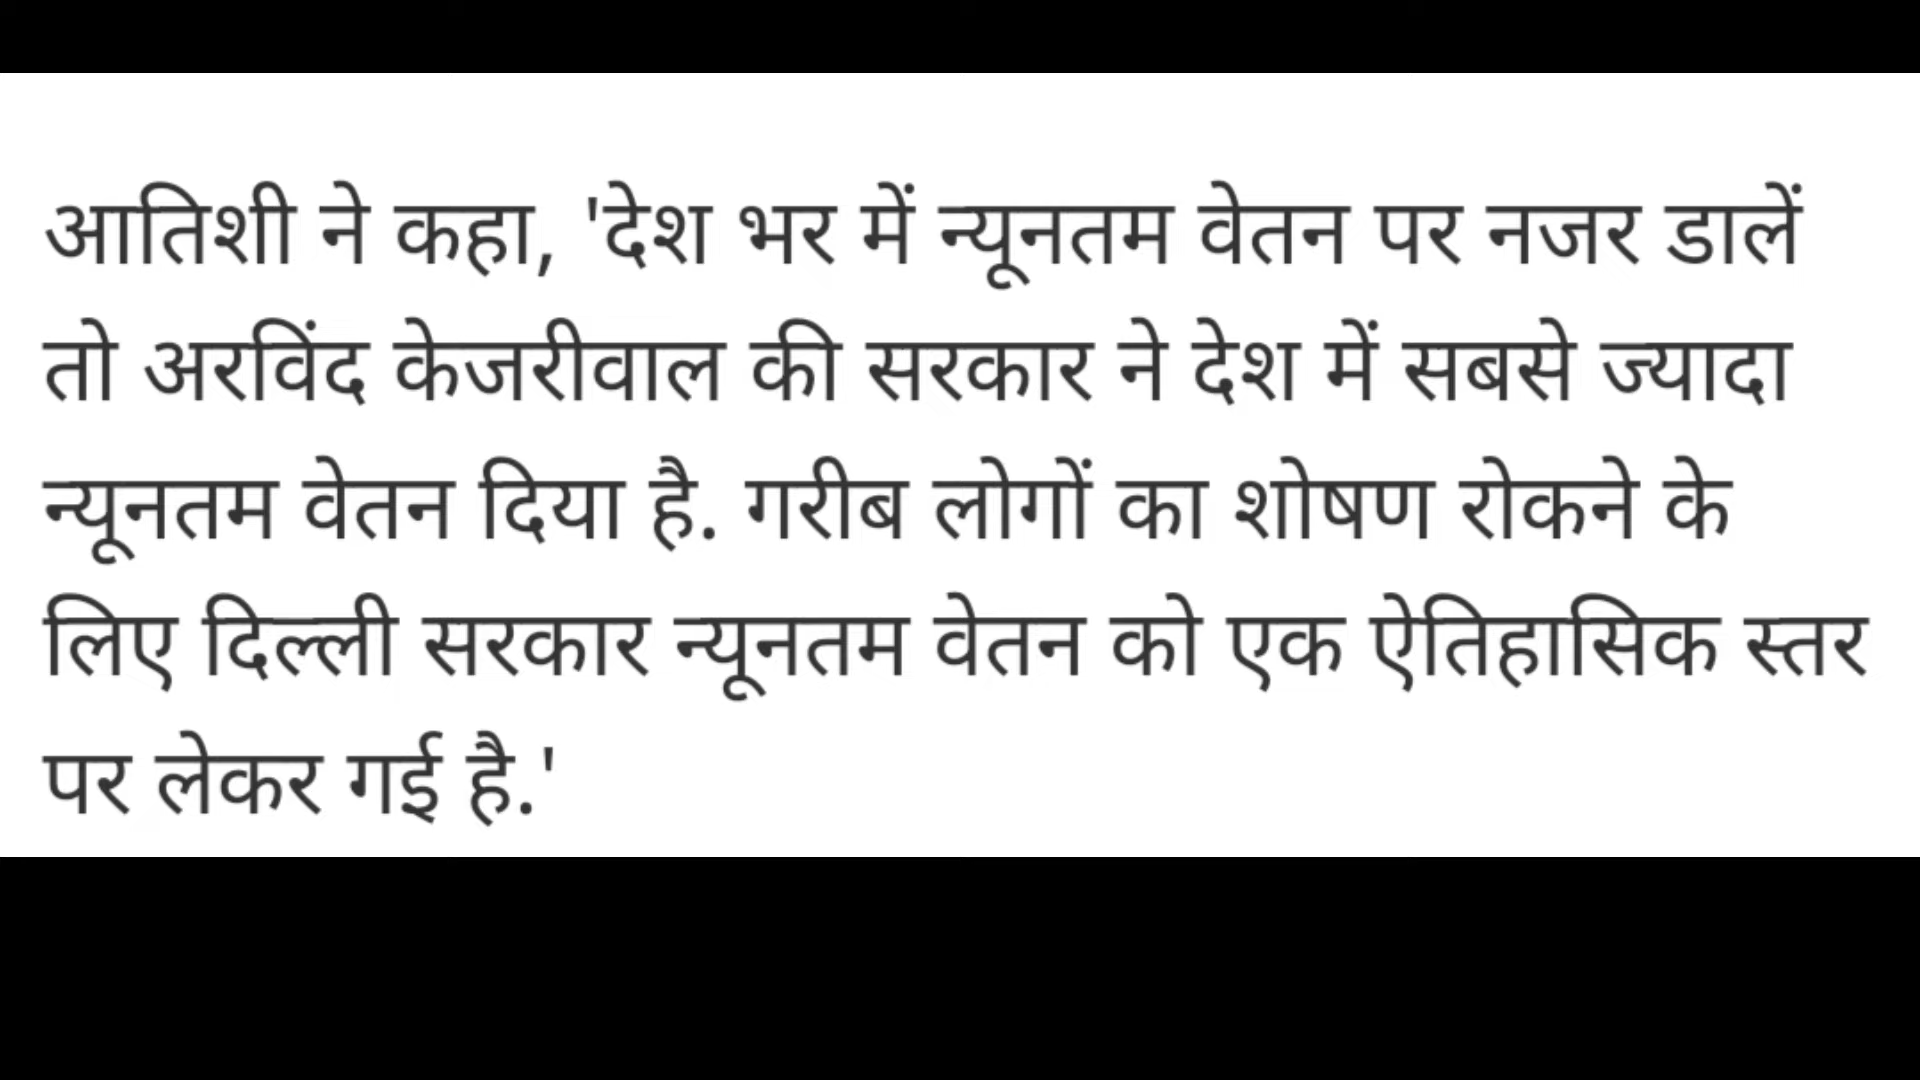 आतिशी ने कहा, 'देश भर में न्यूनतम वेतन पर नजर डालें
तो अरविंद केजरीवाल की सरकार ने देश में सबसे ज्यादा
न्यूनतम वेतन दिया है. गरीब लोगों का शोषण रोकने के
लिए दिल्ली सरकार न्यूनतम वेतन को एक ऐतिहासिक स्तर
पर लेकर गई है.'